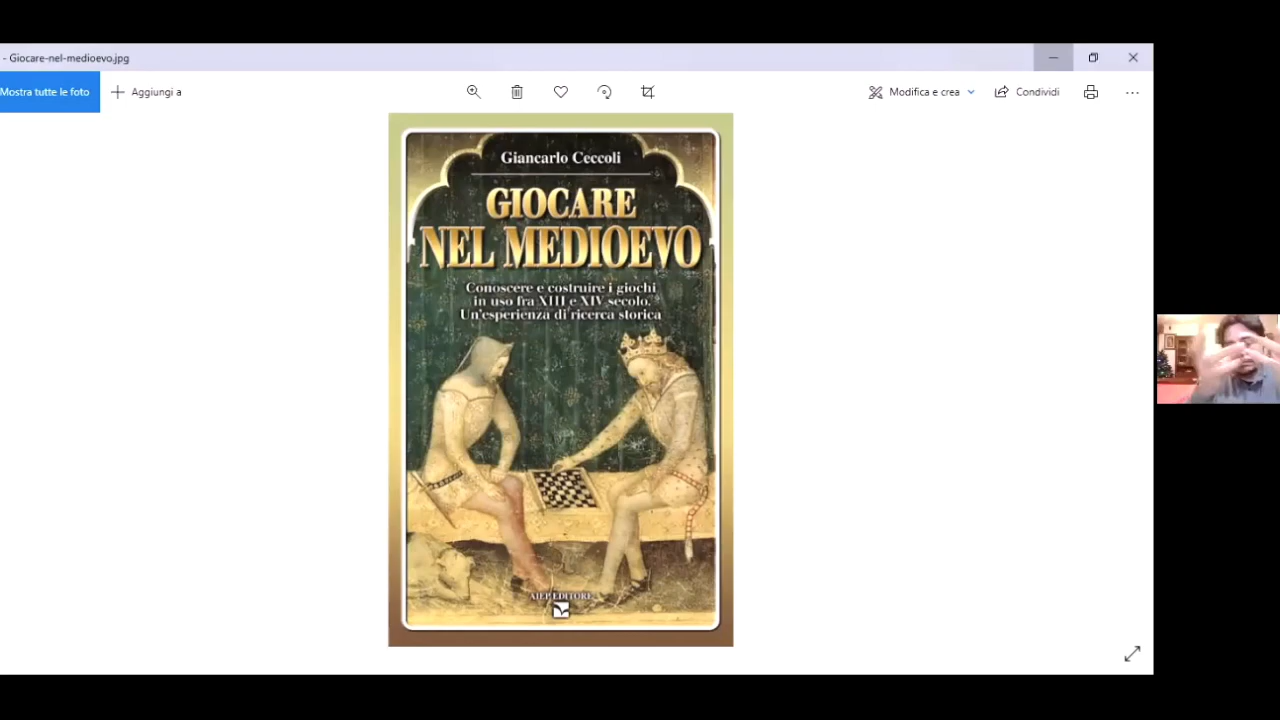 - Giocare-nel-medioevo.jpg
Mostra tutte le foto
Aggiungi a
Modifica e crea
Condividi
Giancarlo Ceccoli
GIOCARE
NEL MEDIOEVO
Conoscere e costruire i giochi
in uso fra XIII e XIV secolo.
Un'esperienza di ricerca storica
AIEP EDITORE